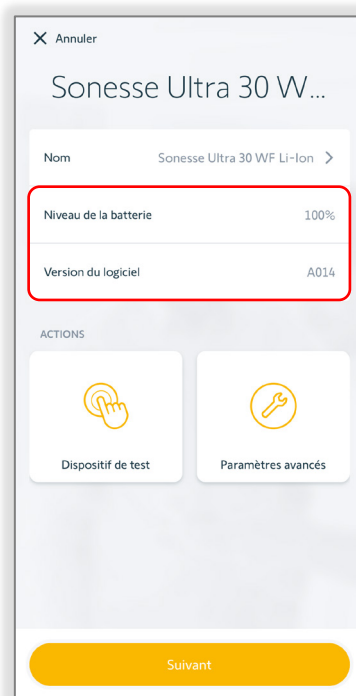 Annuler
Sonesse Ultra 30 W...
Nom Sonesse Ultra 30 WF Li-Ion
Niveau de la batterie 100%
Version du logiciel A014
ACTIONS
Dispositif de test Paramètres avancés
Suivant